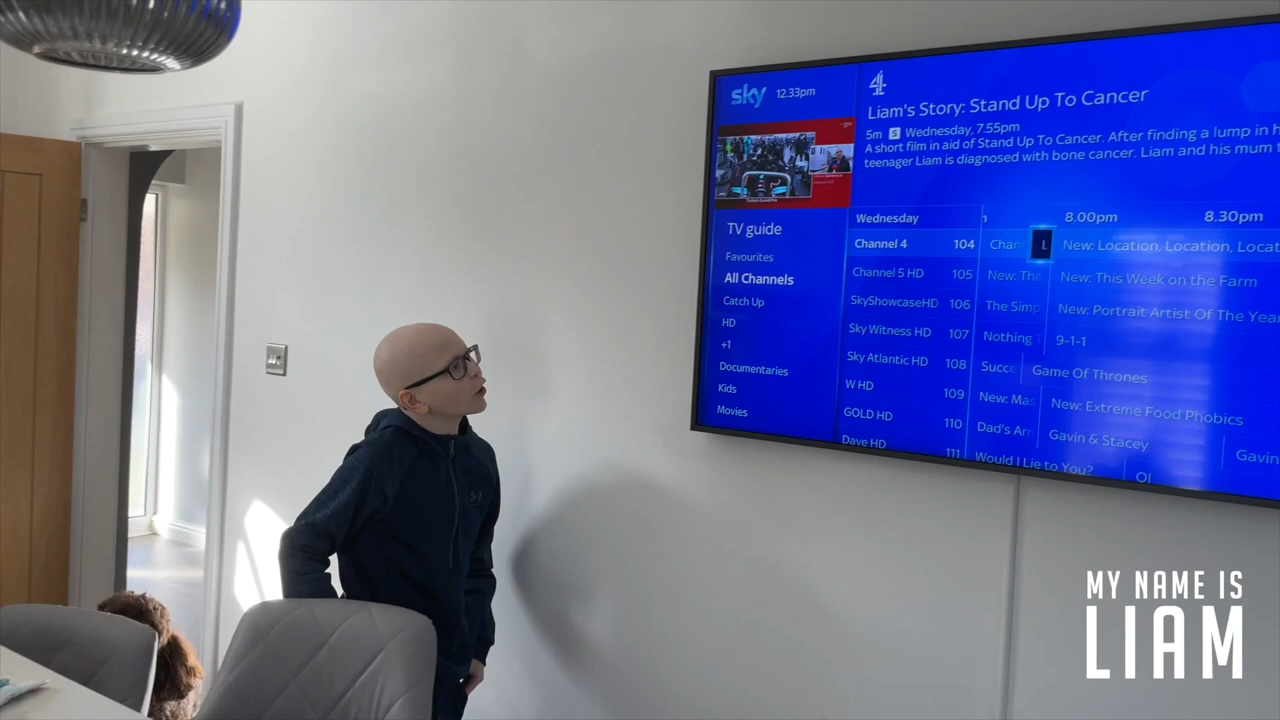 sky 12.33pm
4
Liam's Story: Stand Up To Cancer
5m S Wednesday, 7.55pm
A short film in aid of Stand Up To Cancer. After finding a lump in h
teenager Liam is diagnosed with bone cancer. Liam and his mum
TV guide
Favourites
All Channels
Catch Up
HD
+1
Documentaries
Kids
Movies
Wednesday 8.00pm 8.30pm
Channel 4 104 Chan L New: Location, Location, Locat
Channel 5 HD 105 New: The New: This Week on the Farm
SkyShowcaseHD 106 The Simp New: Portrait Artist Of The Year
Sky Witness HD 107 Nothing T 9-1-1
Sky Atlantic HD 108 Succe Game Of Thrones
W HD 109 New: Mas New: Extreme Food Phobics
GOLD HD 110 Dad's Arm Gavin & Stacey Gavin
Dave HD 111 Would I Lie to You?
MY NAME IS
LIAM